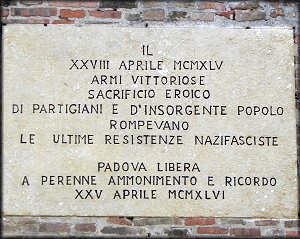 IL
XXVIII APRILE MCMXLV
ARMI VITTORIOSE
SACRIFICIO EROICO
DI PARTIGIANI E D'INSORGENTE POPOLO
ROMPEVANO
LE ULTIME RESISTENZE NAZIFASCISTE
PADOVA LIBERA
A PERENNE AMMONIMENTO E RICORDO
XXV APRILE MCMXLVI